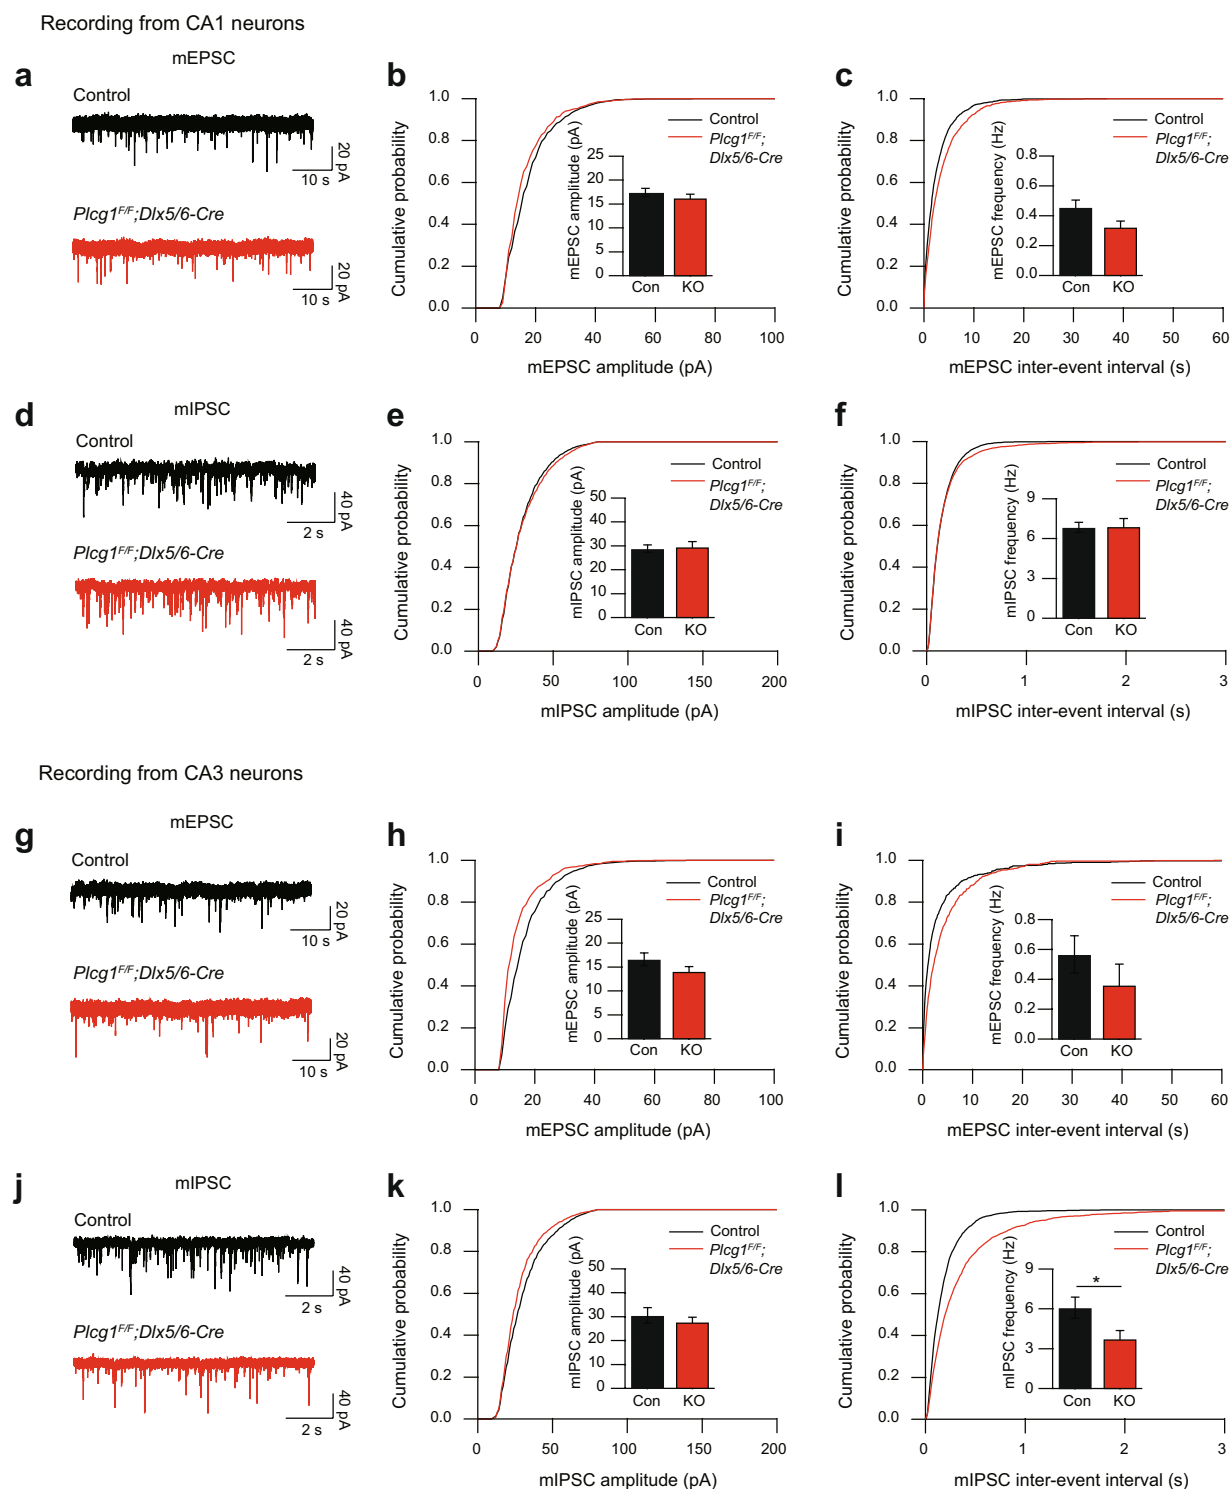 Recording from CA1 neurons
a
mEPSC
Control
20 pA
10 s
Plcg1F/F;Dlx5/6-Cre
20 pA
10 s
b
Cumulative probability
1.0
0.8
0.6
0.4
0.2
0.0
0 20 40 60 80 100
mEPSC amplitude (pA)
Control
Plcg1F/F;
Dlx5/6-Cre
mEPSC amplitude (pA)
25
20
15
10
5
0
Con KO
c
Cumulative probability
1.0
0.8
0.6
0.4
0.2
0.0
0 10 20 30 40 50 60
mEPSC inter-event interval (s)
Control
Plcg1F/F;
Dlx5/6-Cre
mEPSC frequency (Hz)
0.8
0.6
0.4
0.2
0.0
Con KO
d
mIPSC
Control
40 pA
2 s
Plcg1F/F;Dlx5/6-Cre
40 pA
2 s
e
Cumulative probability
1.0
0.8
0.6
0.4
0.2
0.0
0 50 100 150 200
mIPSC amplitude (pA)
Control
Plcg1F/F;
Dlx5/6-Cre
mIPSC amplitude (pA)
50
40
30
20
10
0
Con KO
f
Cumulative probability
1.0
0.8
0.6
0.4
0.2
0.0
0 1 2 3
mIPSC inter-event interval (s)
Control
Plcg1F/F;
Dlx5/6-Cre
mIPSC frequency (Hz)
9
6
3
0
Con KO
Recording from CA3 neurons
g
mEPSC
Control
20 pA
10 s
Plcg1F/F;Dlx5/6-Cre
20 pA
10 s
h
Cumulative probability
1.0
0.8
0.6
0.4
0.2
0.0
0 20 40 60 80 100
mEPSC amplitude (pA)
Control
Plcg1F/F;
Dlx5/6-Cre
mEPSC amplitude (pA)
25
20
15
10
5
0
Con KO
i
Cumulative probability
1.0
0.8
0.6
0.4
0.2
0.0
0 10 20 30 40 50 60
mEPSC inter-event interval (s)
Control
Plcg1F/F;
Dlx5/6-Cre
mEPSC frequency (Hz)
0.8
0.6
0.4
0.2
0.0
Con KO
j
mIPSC
Control
40 pA
2 s
Plcg1F/F;Dlx5/6-Cre
40 pA
2 s
k
Cumulative probability
1.0
0.8
0.6
0.4
0.2
0.0
0 50 100 150 200
mIPSC amplitude (pA)
Control
Plcg1F/F;
Dlx5/6-Cre
mIPSC amplitude (pA)
50
40
30
20
10
0
Con KO
l
Cumulative probability
1.0
0.8
0.6
0.4
0.2
0.0
0 1 2 3
mIPSC inter-event interval (s)
Control
Plcg1F/F;
Dlx5/6-Cre
mIPSC frequency (Hz)
9
6
3
0
*
Con KO